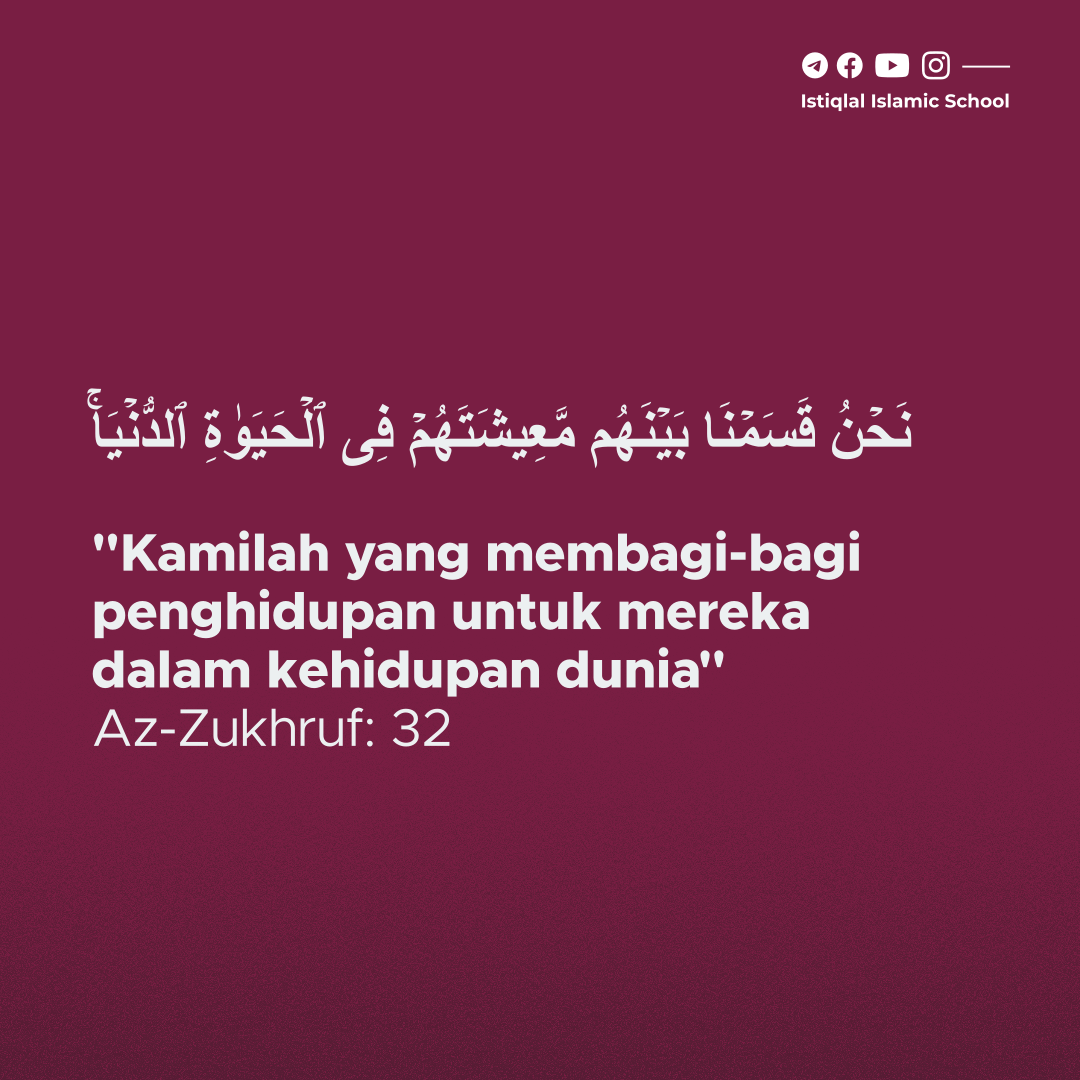 Istiqlal Islamic School
نَحْنُ قَسَمْنَا بَيْنَهُم مَّعِيشَتَهُمْ فِى ٱلْحَيَوٰةِ ٱلدُّنْيَاۚ
"Kamilah yang membagi-bagi
penghidupan untuk mereka
dalam kehidupan dunia"
Az-Zukhruf: 32